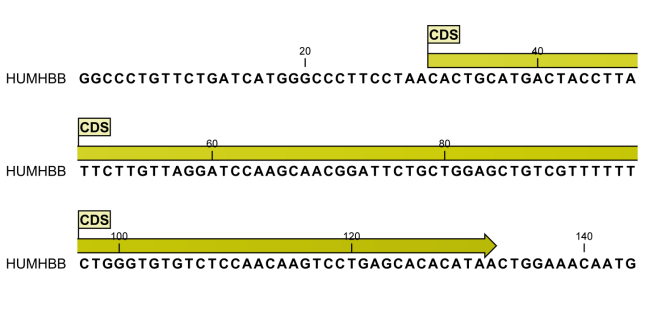 CDS
20 40
HUMHBB GGCCCTGTTCTGATCATGGGCCCTTCCTAACACTGCATGACTACCTTA
CDS
60 80
HUMHBB TTCTTGTTAGGATCCAAGCAACGGATTCTGCTGGAGCTGTCGTTTTTT
CDS
100 120 140
HUMHBB CTGGGTGTGTCTCCAACAAGTCCTGAGCACACATAACTGGAAACAATG